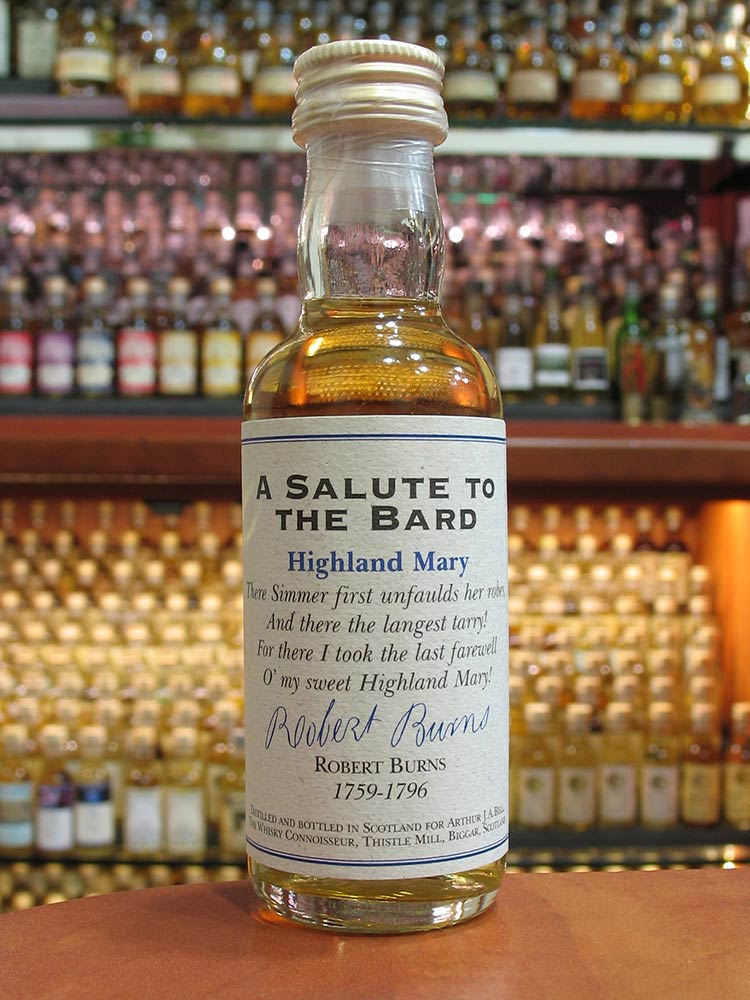 A SALUTE TO
THE BARD
Highland Mary
There Simmer first unfaulds her robes,
And there the langest tarry!
For there I took the last farewell
O' my sweet Highland Mary!
Robert Burns
ROBERT BURNS
1759-1796
DISTILLED AND BOTTLED IN SCOTLAND FOR ARTHUR J.A. BELL
THE WHISKY CONNOISSEUR, THISTLE MILL, BIGGAR, SCOTLAND